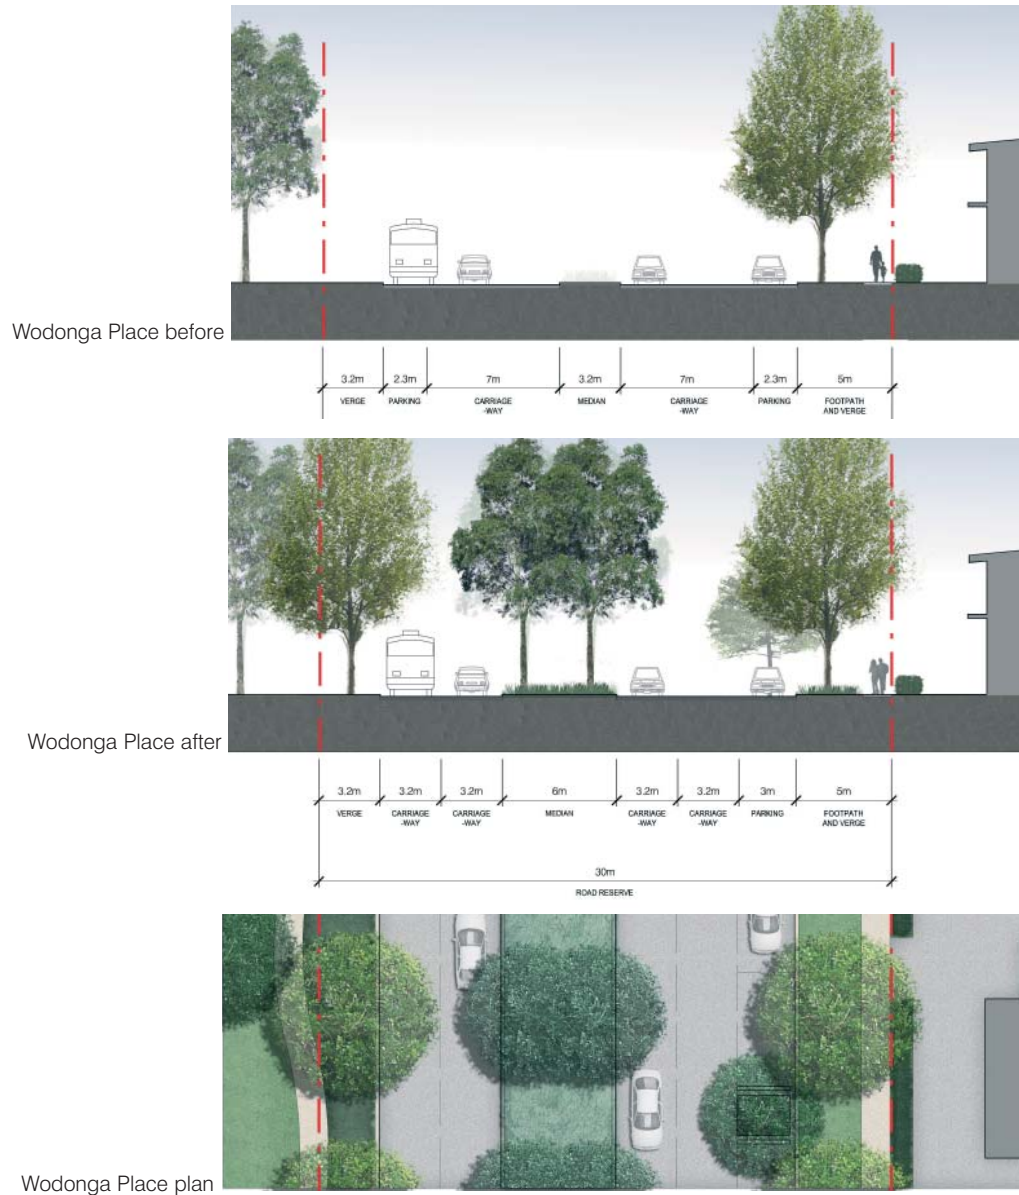 Wodonga Place before
3.2m 2.3m 7m 3.2m 7m 2.3m 5m
VERGE PARKING CARRIAGE MEDIAN CARRIAGE PARKING FOOTPATH
-WAY -WAY AND VERGE
Wodonga Place after
3.2m 3.2m 3.2m 6m 3.2m 3.2m 3m 5m
VERGE CARRIAGE CARRIAGE MEDIAN CARRIAGE CARRIAGE PARKING FOOTPATH
-WAY -WAY -WAY -WAY AND VERGE
30m
ROAD RESERVE
Wodonga Place plan